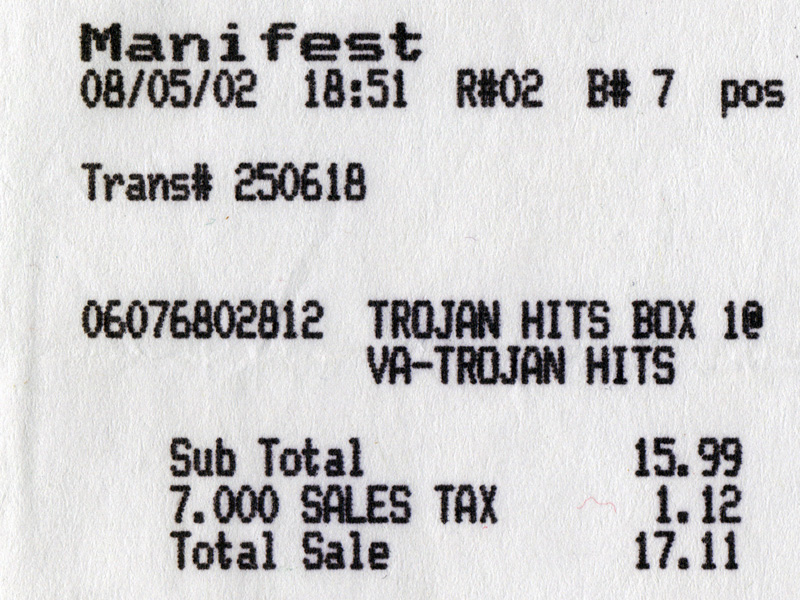 Manifest
08/05/02 18:51 R#02 B# 7 pos
Trans# 250618
06076802812 TROJAN HITS BOX 1@
VA-TROJAN HITS
Sub Total 15.99
7.000 SALES TAX 1.12
Total Sale 17.11